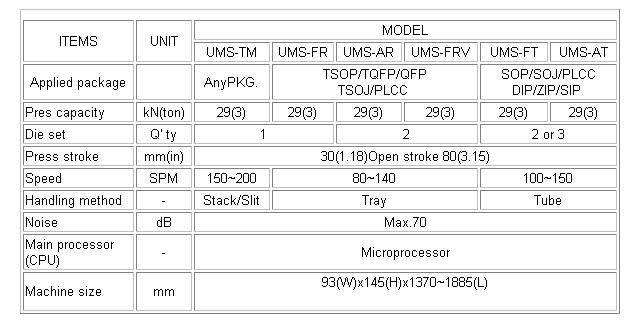 ITEMS UNIT MODEL
UMS-TM UMS-FR UMS-AR UMS-FRV UMS-FT UMS-AT
Applied package AnyPKG. TSOP/TQFP/QFP SOP/SOJ/PLCC
TSOJ/PLCC DIP/ZIP/SIP
Pres capacity kN(ton) 29(3) 29(3) 29(3) 29(3) 29(3) 29(3)
Die set Q' ty 1 2 2 or 3
Press stroke mm(in) 30(1.18)Open stroke 80(3.15)
Speed SPM 150~200 80~140 100~150
Handling method - Stack/Slit Tray Tube
Noise dB Max.70
Main processor
(CPU) - Microprocessor
Machine size mm 93(W)x145(H)x1370~1885(L)